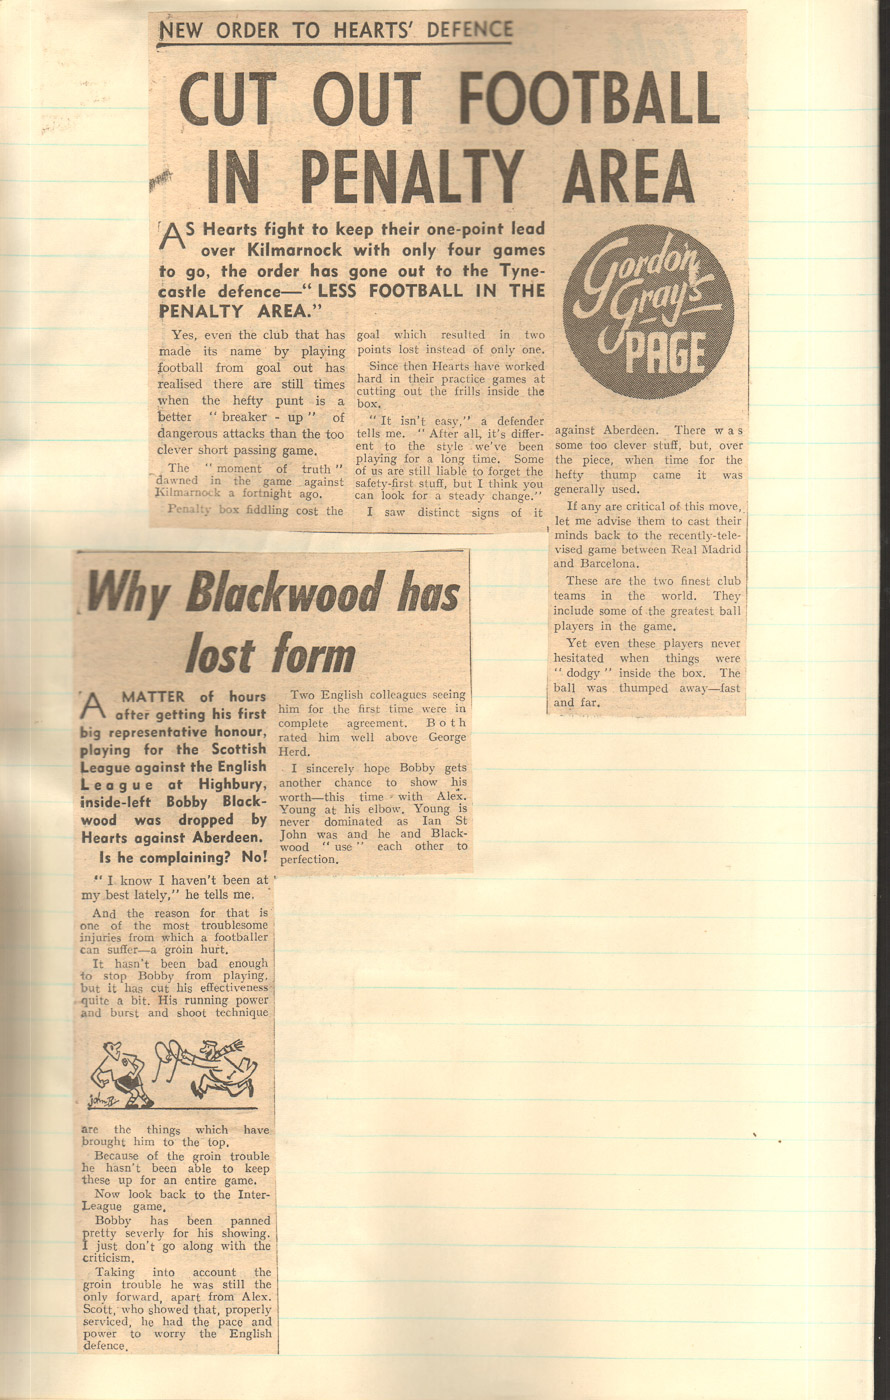 NEW ORDER TO HEARTS' DEFENCE
CUT OUT FOOTBALL
IN PENALTY AREA
AS Hearts fight to keep their one-point lead
over Kilmarnock with only four games
to go, the order has gone out to the Tyne-
castle defence—" LESS FOOTBALL IN THE
PENALTY AREA."
Yes, even the club that has
made its name by playing
football from goal out has
realised there are still times
when the hefty punt is a
better " breaker - up " of
dangerous attacks than the too
clever short passing game.
The " moment of truth "
dawned in the game against
Kilmarnock a fortnight ago.
Penalty box fiddling cost the
goal which resulted in two
points lost instead of only one.
Since then Hearts have worked
hard in their practice games at
cutting out the frills inside the
box.
" It isn't easy," a defender
tells me. " After all, it's differ-
ent to the style we've been
playing for a long time. Some
of us are still liable to forget the
safety-first stuff, but I think you
can look for a steady change."
I saw distinct signs of it
Gordon
Gray's
PAGE
against Aberdeen. There was
some too clever stuff, but, over
the piece, when time for the
hefty thump came it was
generally used.
If any are critical of this move,
let me advise them to cast their
minds back to the recently-tele-
vised game between Real Madrid
and Barcelona.
These are the two finest club
teams in the world. They
include some of the greatest ball
players in the game.
Yet even these players never
hesitated when things were
" dodgy " inside the box. The
ball was thumped away—fast
and far.
Why Blackwood has
lost form
A MATTER of hours
after getting his first
big representative honour,
playing for the Scottish
League against the English
League at Highbury,
inside-left Bobby Black-
wood was dropped by
Hearts against Aberdeen.
Is he complaining? No!
" I know I haven't been at
my best lately," he tells me.
And the reason for that is
one of the most troublesome
injuries from which a footballer
can suffer—a groin hurt.
It hasn't been bad enough
to stop Bobby from playing,
but it has cut his effectiveness
quite a bit. His running power
and burst and shoot technique
John B.
are the things which have
brought him to the top.
Because of the groin trouble
he hasn't been able to keep
these up for an entire game.
Now look back to the Inter-
League game.
Bobby has been panned
pretty severly for his showing.
I just don't go along with the
criticism.
Taking into account the
groin trouble he was still the
only forward, apart from Alex.
Scott, who showed that, properly
serviced, he had the pace and
power to worry the English
defence.
Two English colleagues seeing
him for the first time were in
complete agreement. Both
rated him well above George
Herd.
I sincerely hope Bobby gets
another chance to show his
worth—this time with Alex.
Young at his elbow. Young is
never dominated as Ian St
John was and he and Black-
wood " use " each other to
perfection.